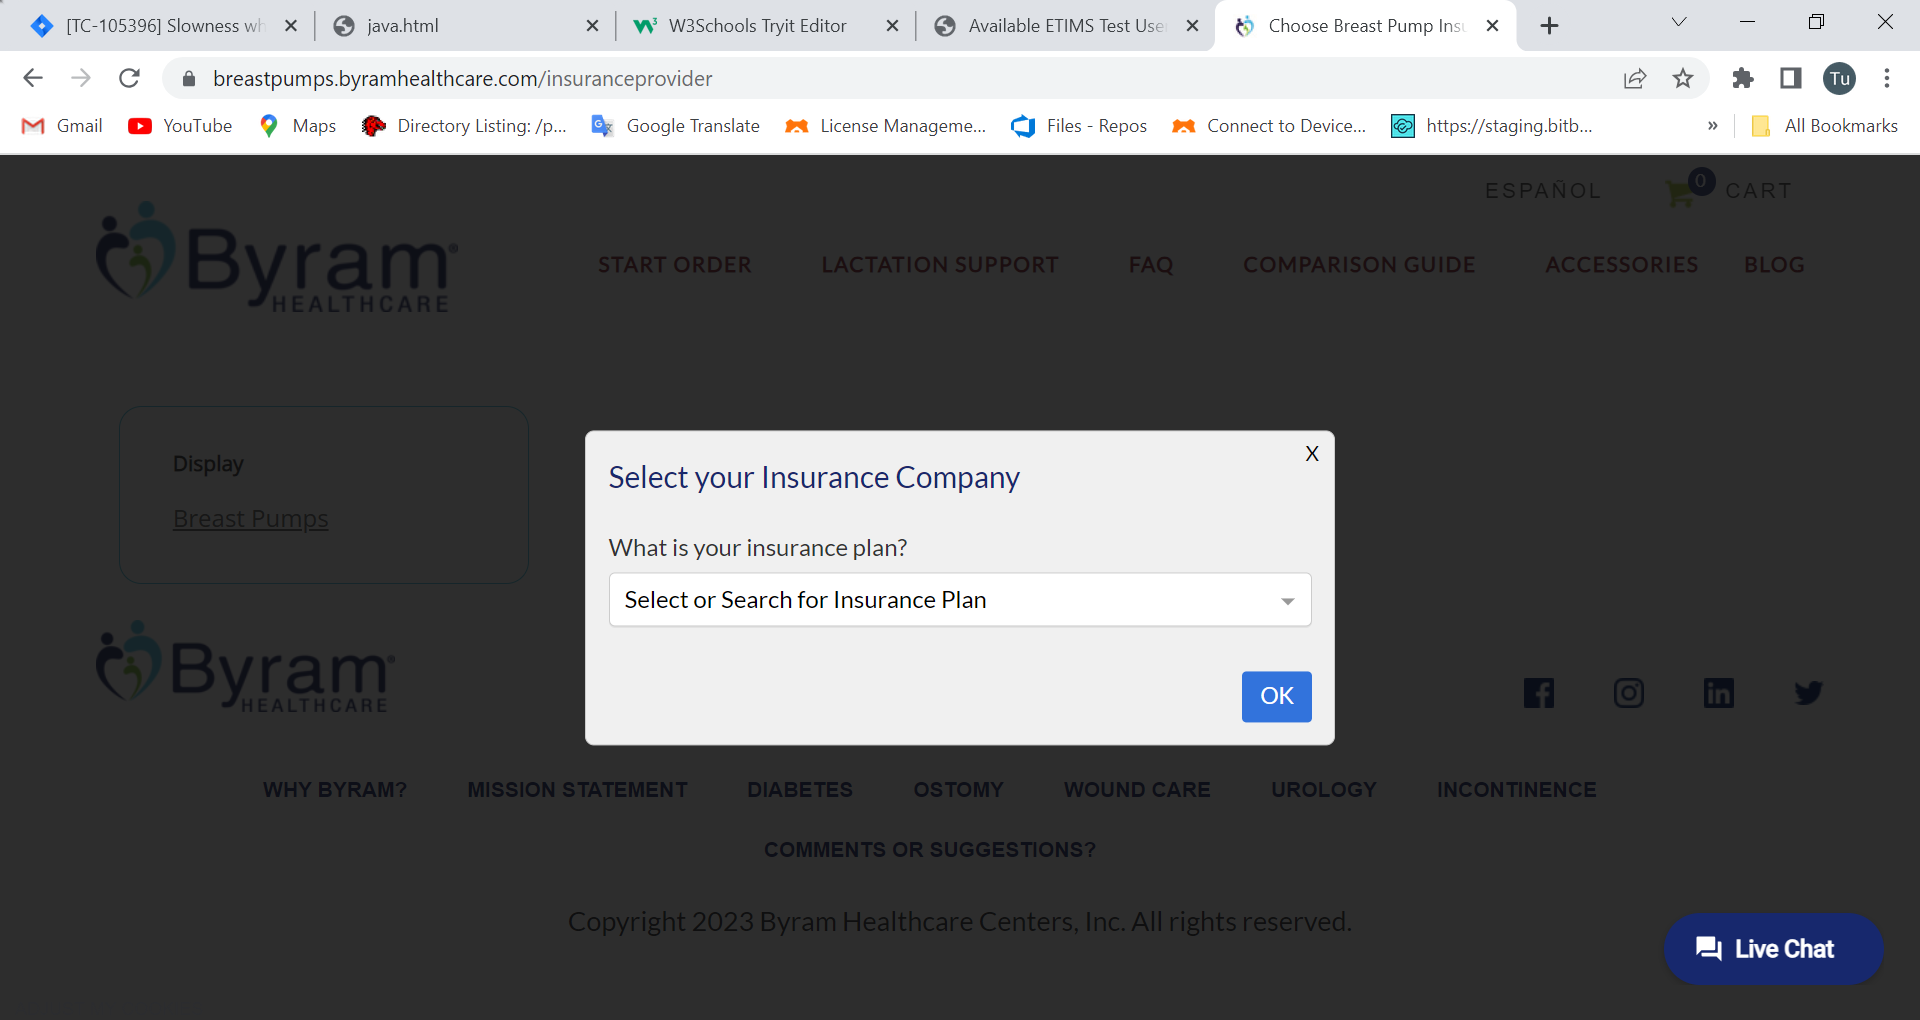 [TC-105396] Slowness wh
java.html
W3Schools Tryit Editor
Available ETIMS Test Use
Choose Breast Pump Ins
breastpumps.byramhealthcare.com/insuranceprovider
Tu
Gmail
YouTube
Maps
Directory Listing: /p...
Google Translate
License Manageme...
Files - Repos
Connect to Device...
https://staging.bitb...
»
All Bookmarks
ESPAÑOL
0
CART
Byram®
HEALTHCARE
START ORDER
LACTATION SUPPORT
FAQ
COMPARISON GUIDE
ACCESSORIES
BLOG
Display
Breast Pumps
X
Select your Insurance Company
What is your insurance plan?
Select or Search for Insurance Plan
OK
Byram®
HEALTHCARE
WHY BYRAM?
MISSION STATEMENT
DIABETES
OSTOMY
WOUND CARE
UROLOGY
INCONTINENCE
COMMENTS OR SUGGESTIONS?
Copyright 2023 Byram Healthcare Centers, Inc. All rights reserved.
Live Chat